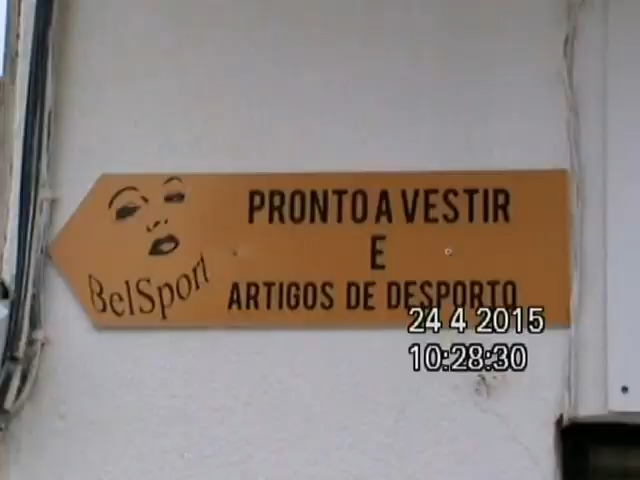 BelSport
PRONTO A VESTIR
E
ARTIGOS DE DESPORTO
24 4 2015
10:28:30